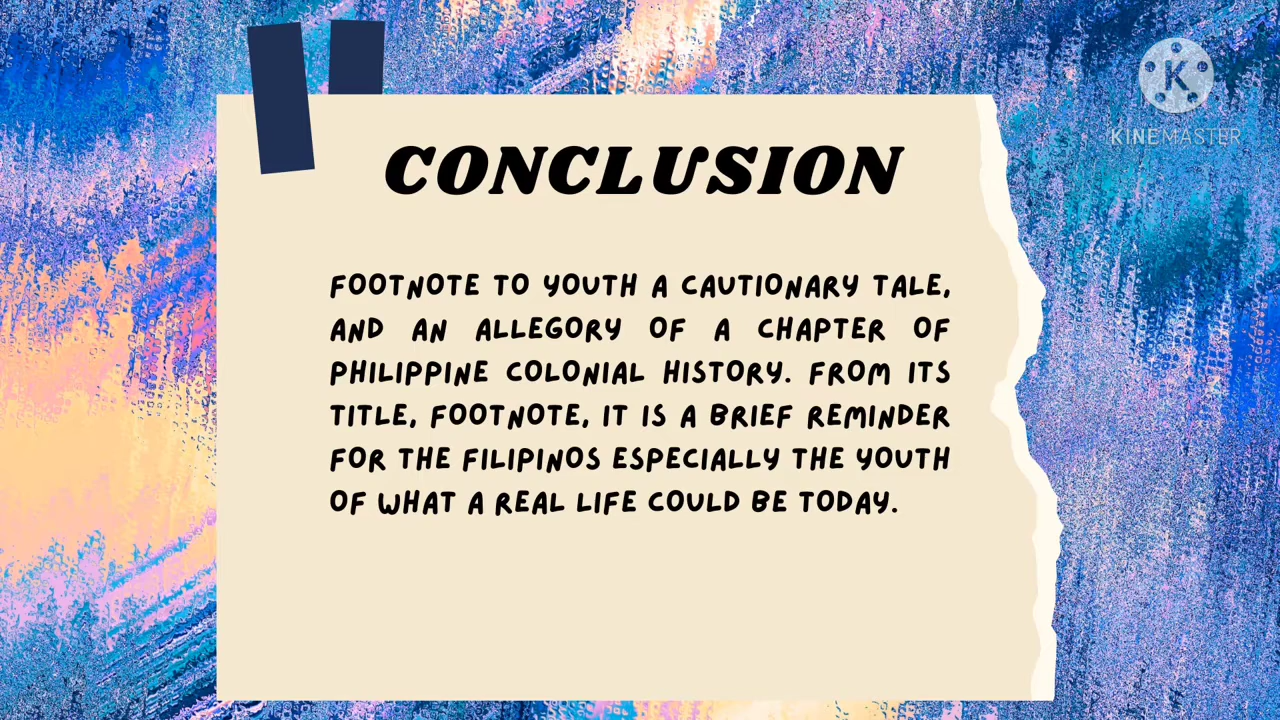 K
KINEMASTER
CONCLUSION
FOOTNOTE TO YOUTH A CAUTIONARY TALE,
AND AN ALLEGORY OF A CHAPTER OF
PHILIPPINE COLONIAL HISTORY. FROM ITS
TITLE, FOOTNOTE, IT IS A BRIEF REMINDER
FOR THE FILIPINOS ESPECIALLY THE YOUTH
OF WHAT A REAL LIFE COULD BE TODAY.